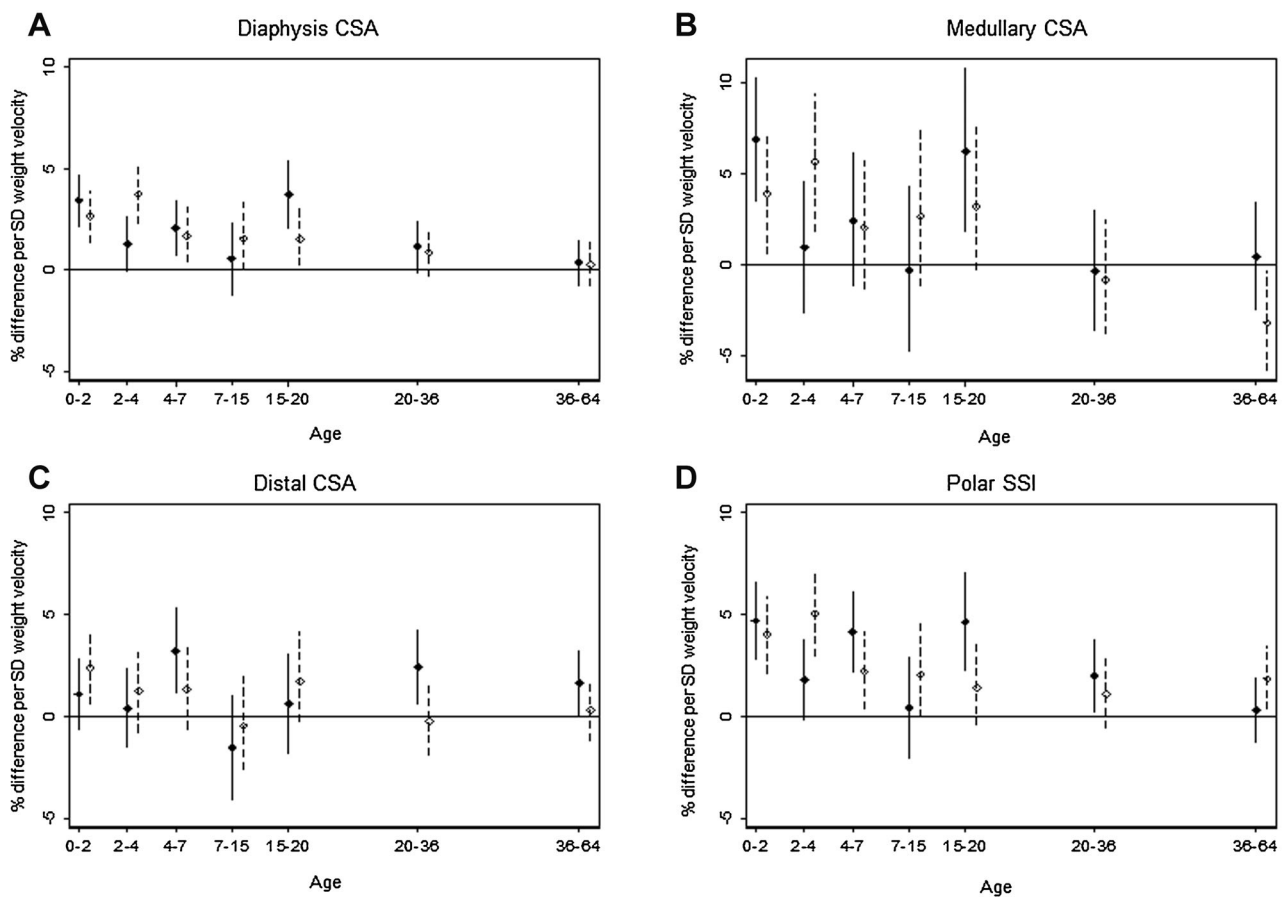 A
Diaphysis CSA
% difference per SD weight velocity
10
5
0
-5
0-2 2-4 4-7 7-15 15-20 20-36 36-64
Age
B
Medullary CSA
% difference per SD weight velocity
10
5
0
-5
0-2 2-4 4-7 7-15 15-20 20-36 36-64
Age
C
Distal CSA
% difference per SD weight velocity
10
5
0
-5
0-2 2-4 4-7 7-15 15-20 20-36 36-64
Age
D
Polar SSI
% difference per SD weight velocity
10
5
0
-5
0-2 2-4 4-7 7-15 15-20 20-36 36-64
Age